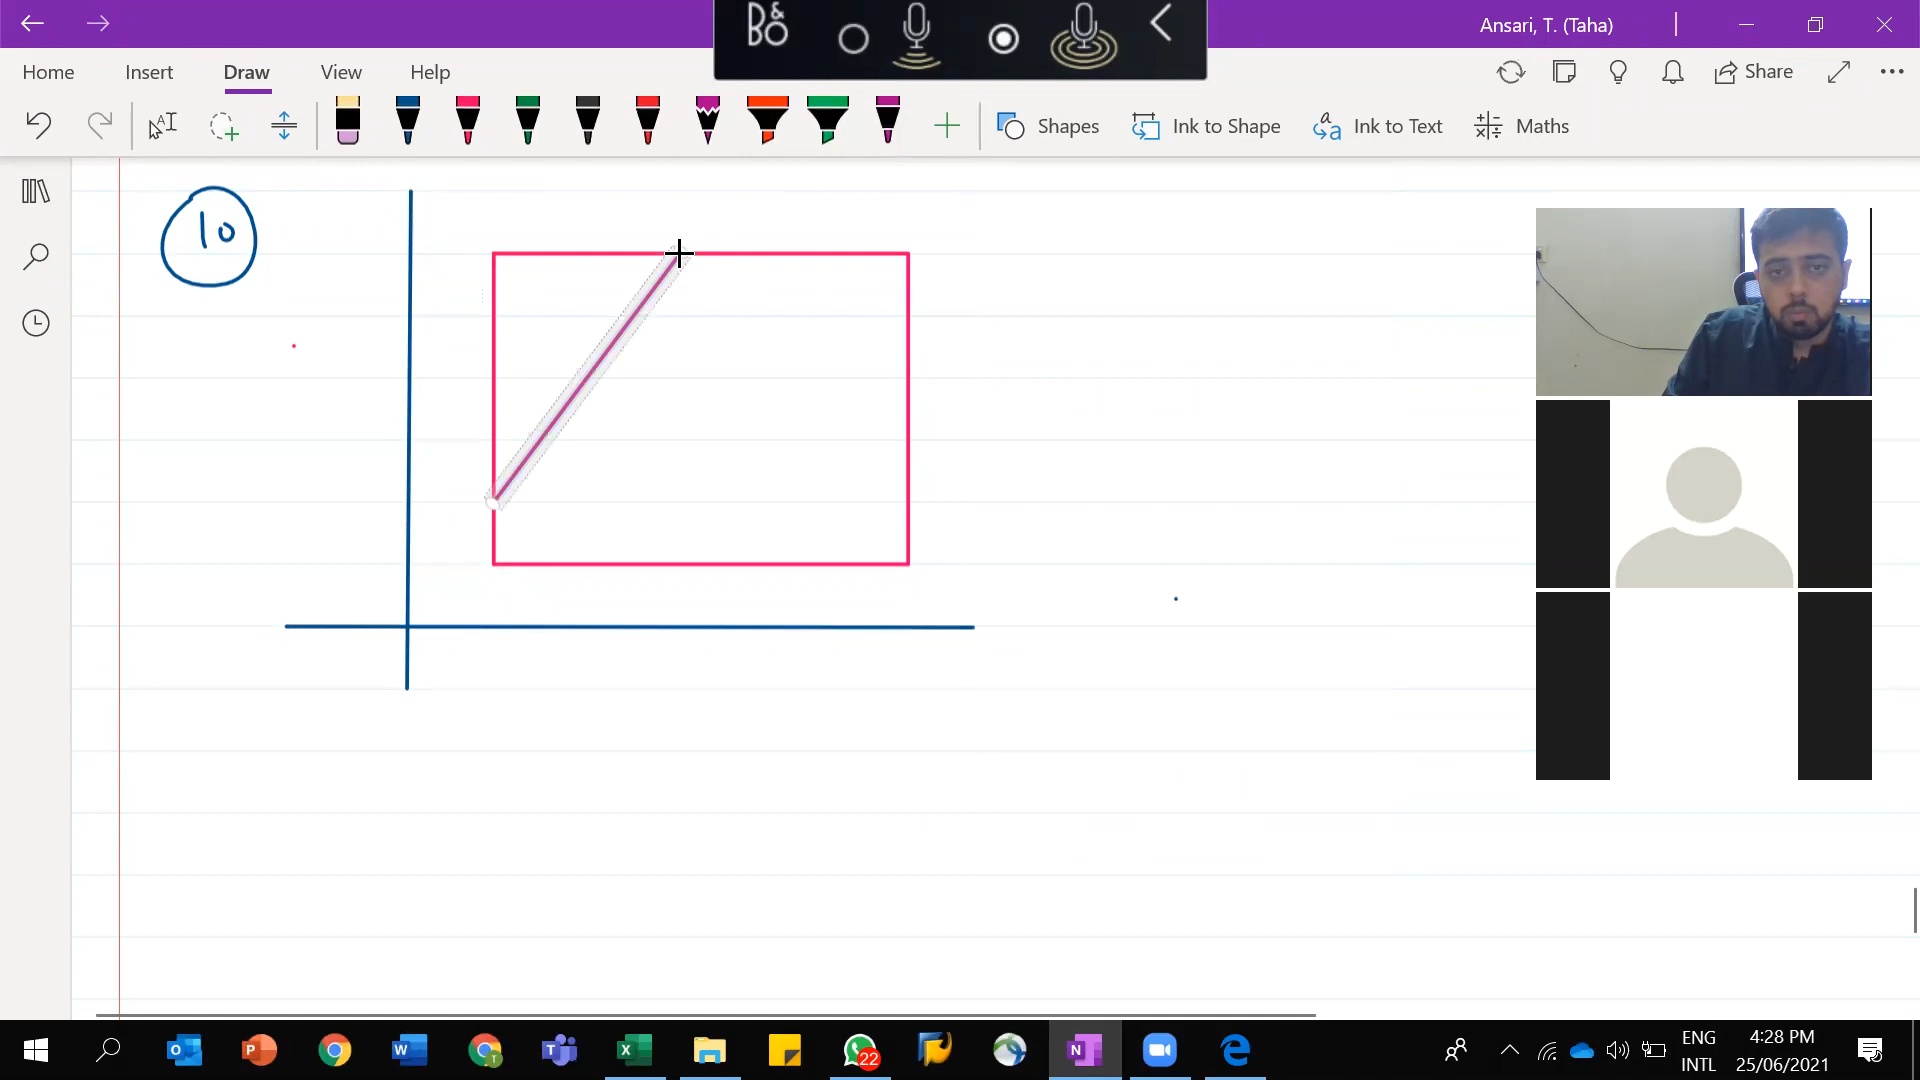 B&O
Ansari, T. (Taha)
Home Insert Draw View Help
Share
Shapes Ink to Shape Ink to Text Maths
10
22
ENG
INTL
4:28 PM
25/06/2021